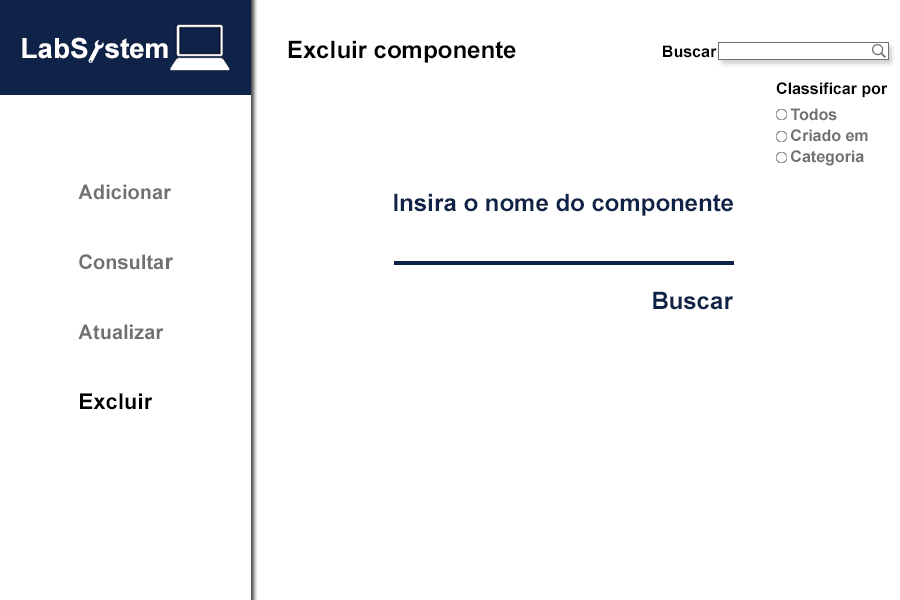 LabSystem
Excluir componente
Buscar
Classificar por
Todos
Criado em
Categoria
Adicionar
Consultar
Atualizar
Excluir
Insira o nome do componente
Buscar